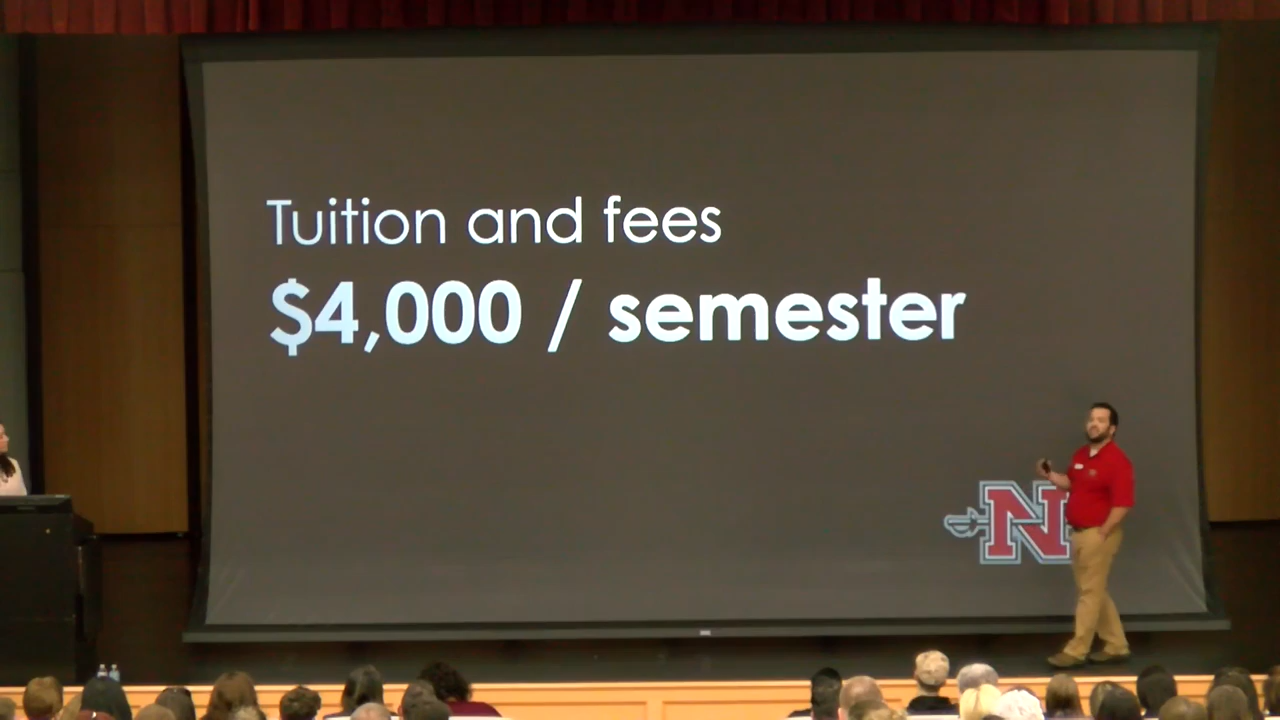 Tuition and fees
$4,000 / semester
N